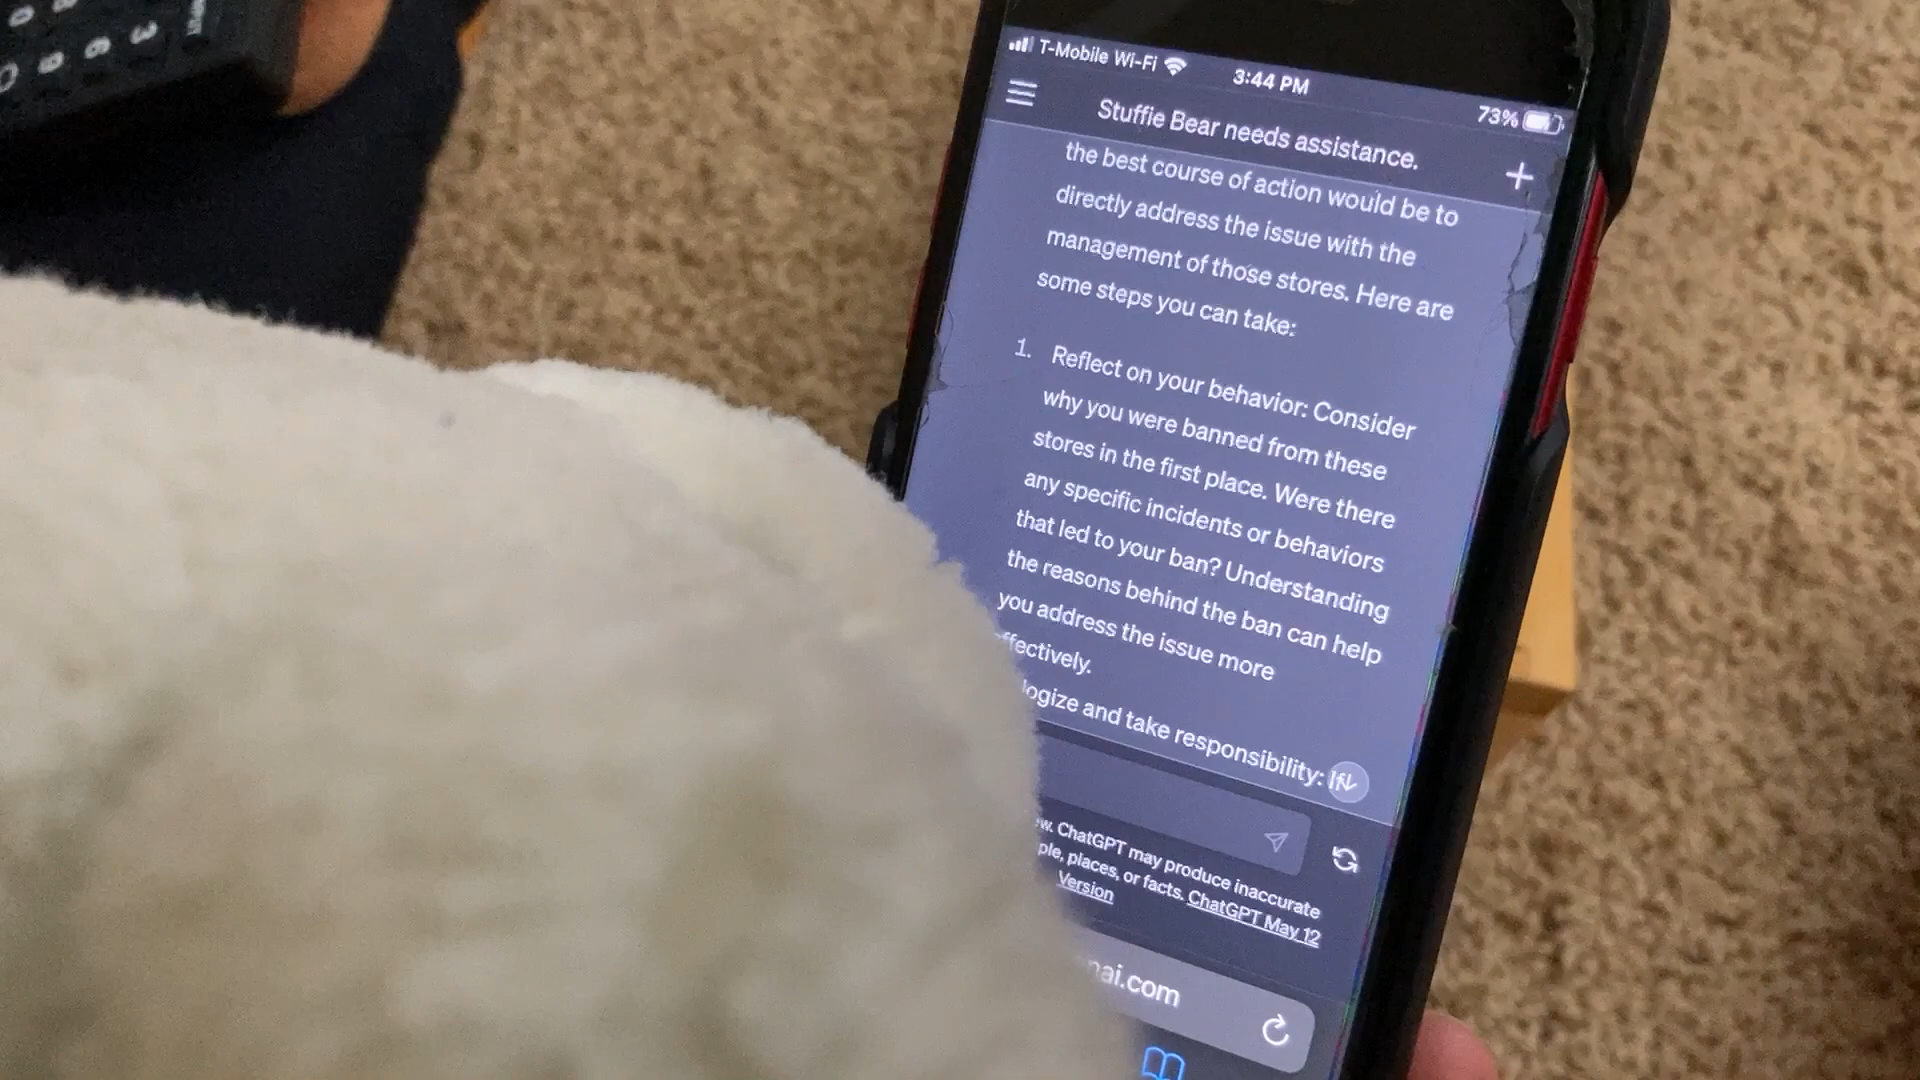 T-Mobile Wi-Fi 3:44 PM 73%
Stuffie Bear needs assistance.
the best course of action would be to
directly address the issue with the
management of those stores. Here are
some steps you can take:
1. Reflect on your behavior: Consider
why you were banned from these
stores in the first place. Were there
any specific incidents or behaviors
that led to your ban? Understanding
the reasons behind the ban can help
you address the issue more
ffectively.
logize and take responsibility: If
w. ChatGPT may produce inaccurate
ple, places, or facts. ChatGPT May 12
Version
nai.com
3
6
9